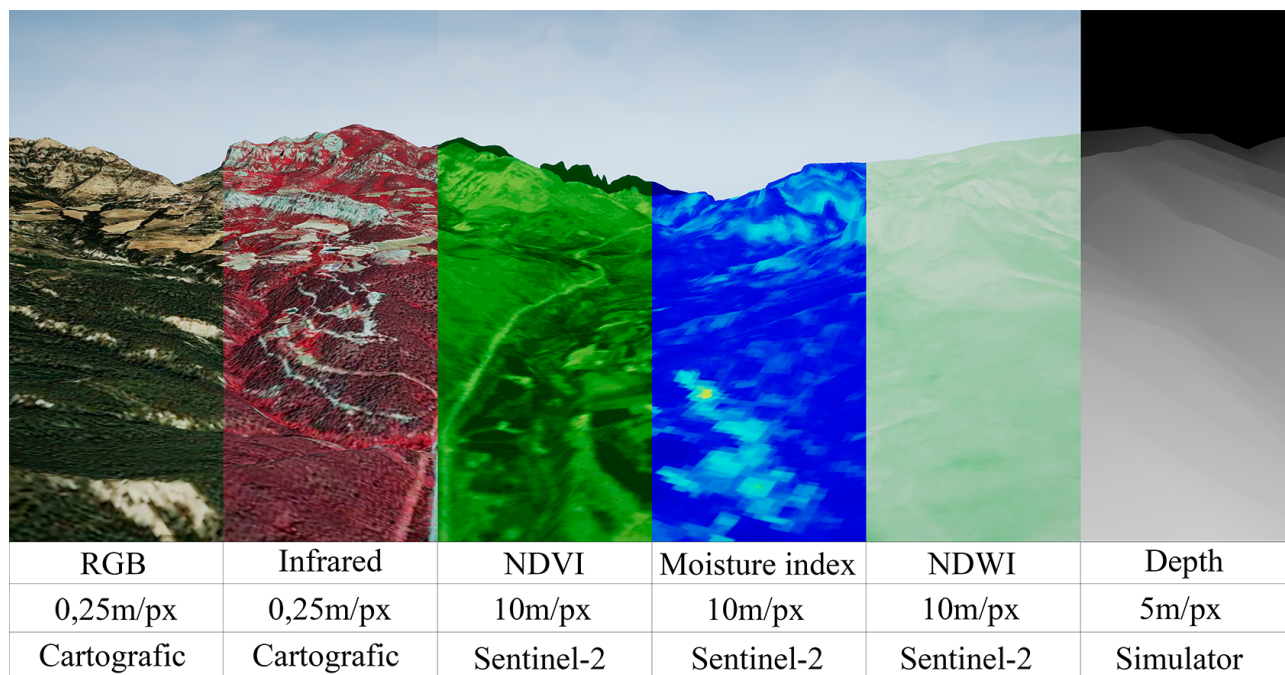 RGB Infrared NDVI Moisture index NDWI Depth
0,25m/px 0,25m/px 10m/px 10m/px 10m/px 5m/px
Cartografic Cartografic Sentinel-2 Sentinel-2 Sentinel-2 Simulator